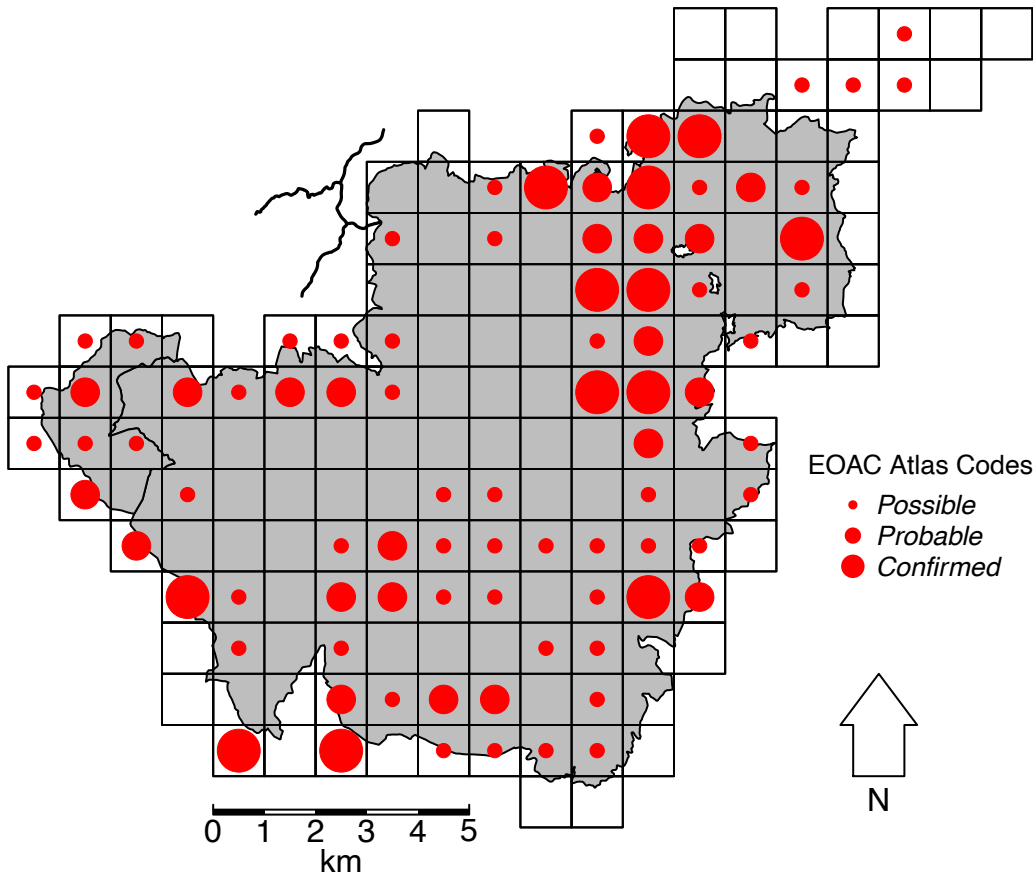 EOAC Atlas Codes
Possible
Probable
Confirmed
N
0 1 2 3 4 5
km